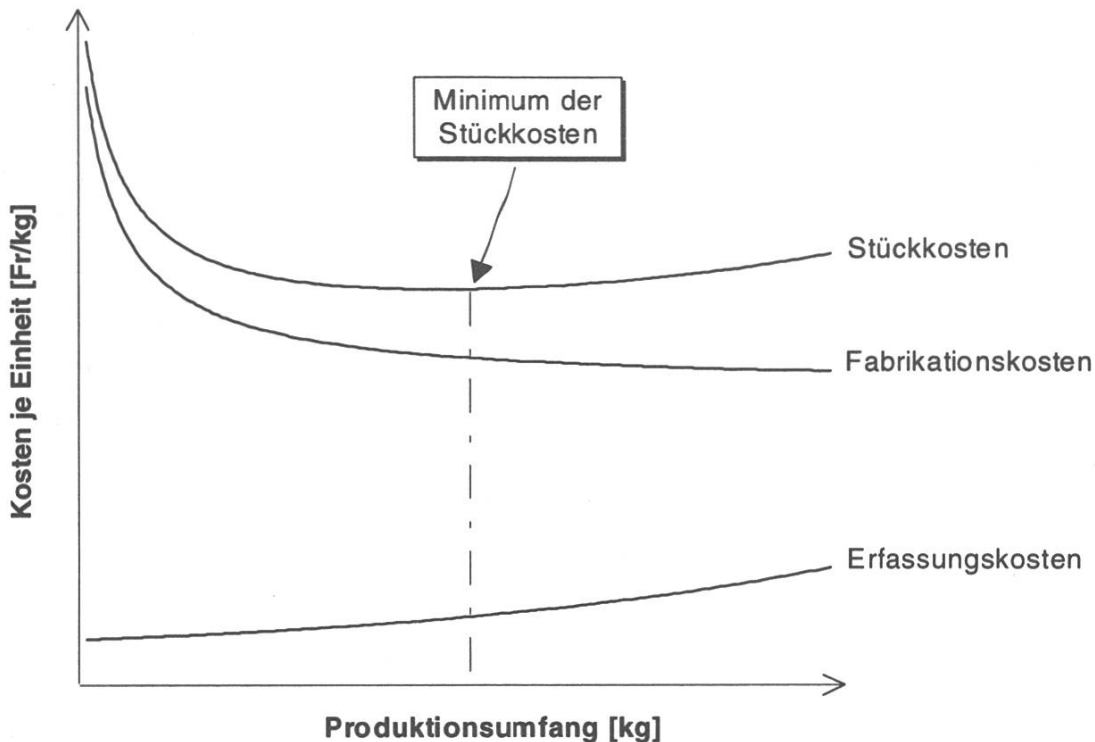 Minimum der
Stückkosten
Kosten je Einheit [Fr/kg]
Stückkosten
Fabrikationskosten
Erfassungskosten
Produktionsumfang [kg]